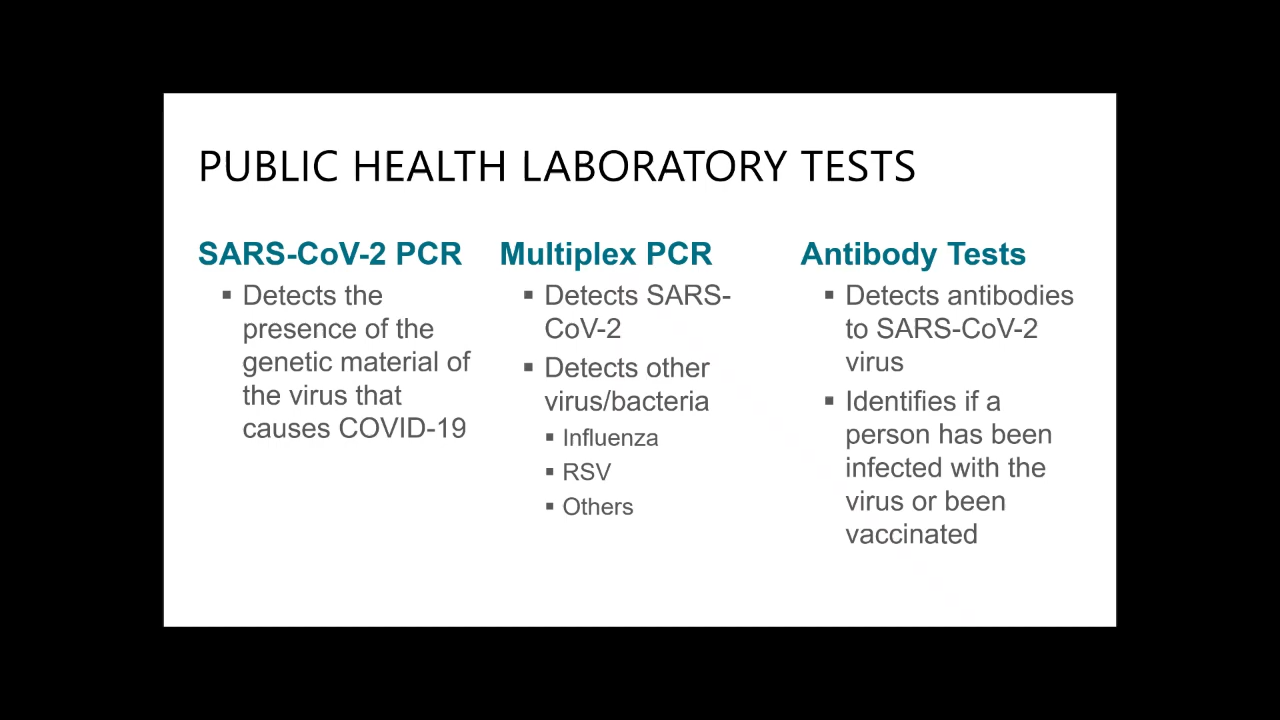 PUBLIC HEALTH LABORATORY TESTS
SARS-CoV-2 PCR
▪ Detects the
presence of the
genetic material of
the virus that
causes COVID-19
Multiplex PCR
▪ Detects SARS-
CoV-2
▪ Detects other
virus/bacteria
▪ Influenza
▪ RSV
▪ Others
Antibody Tests
▪ Detects antibodies
to SARS-CoV-2
virus
▪ Identifies if a
person has been
infected with the
virus or been
vaccinated